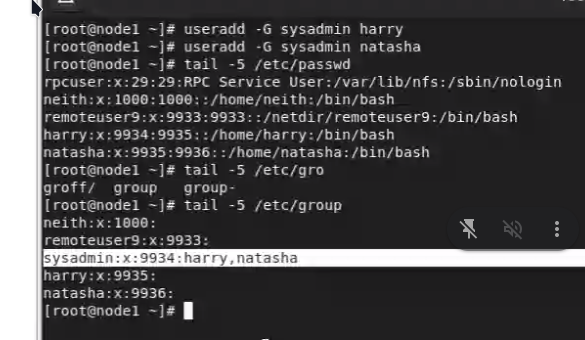 [root@node1 ~]# useradd -G sysadmin harry
[root@node1 ~]# useradd -G sysadmin natasha
[root@node1 ~]# tail -5 /etc/passwd
rpcuser:x:29:29:RPC Service User:/var/lib/nfs:/sbin/nologin
neith:x:1000:1000::/home/neith:/bin/bash
remoteuser9:x:9933:9933::/netdir/remoteuser9:/bin/bash
harry:x:9934:9935::/home/harry:/bin/bash
natasha:x:9935:9936::/home/natasha:/bin/bash
[root@node1 ~]# tail -5 /etc/gro
groff/  group   group-
[root@node1 ~]# tail -5 /etc/group
neith:x:1000:
remoteuser9:x:9933:
sysadmin:x:9934:harry,natasha
harry:x:9935:
natasha:x:9936:
[root@node1 ~]#